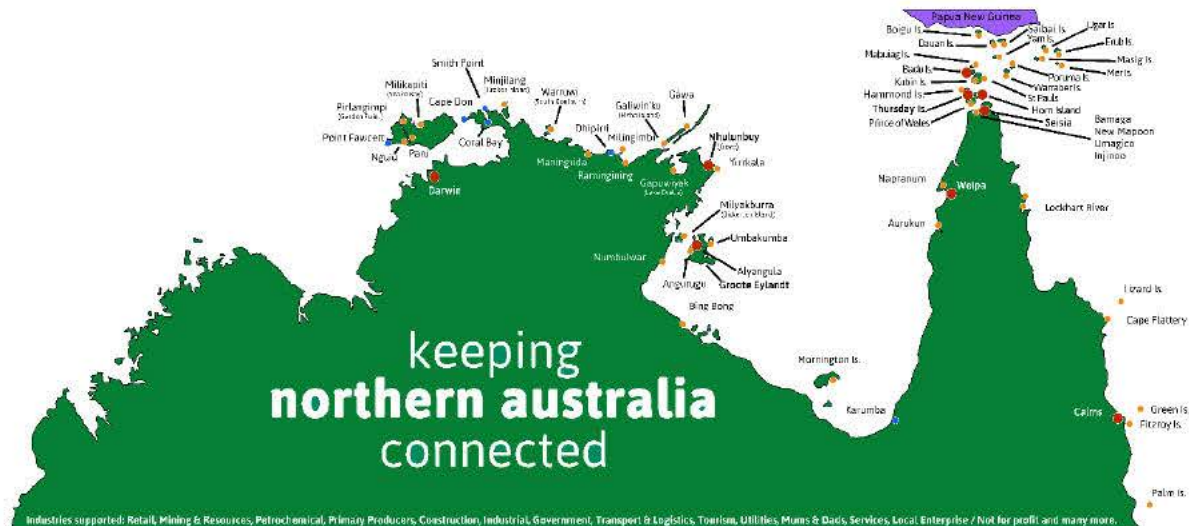 Papua New Guinea
Boigu Is.
Saibai Is.
Ugar Is.
Dauan Is.
Yam Is.
Erub Is.
Mabuiag Is.
Masig Is.
Badu Is.
Poruma Is.
Mer Is.
Kubin Is.
Warraber Is.
Hammond Is.
St Pauls
Thursday Is.
Horn Island
Prince of Wales
Seisia
Bamaga
New Mapoon
Umagico
Injinoo
Smith Point
Minjilang
Milikapiti
Cape Don
Warruwi
Pirlangimpi
Galiwin'ku
Gawa
Point Fawcett
Coral Bay
Dhipirri
Milingimbi
Nhulunbuy
Nguiu
Paru
Maningrida
Ramingining
Yirrkala
Gapuwiyak
Darwin
Napranum
Weipa
Milyakburra
Lockhart River
Umbakumba
Aurukun
Numbulwar
Alyangula
Angurugu
Groote Eylandt
Bing Bong
Lizard Is.
Cape Flattery
keeping
northern australia
connected
Mornington Is.
Karumba
Cairns
Green Is.
Fitzroy Is.
Palm Is.
Industries supported: Retail, Mining & Resources, Petrochemical, Primary Producers, Construction, Industrial, Government, Transport & Logistics, Tourism, Utilities, Mums & Dads, Services, Local Enterprise / Not for profit and many more.